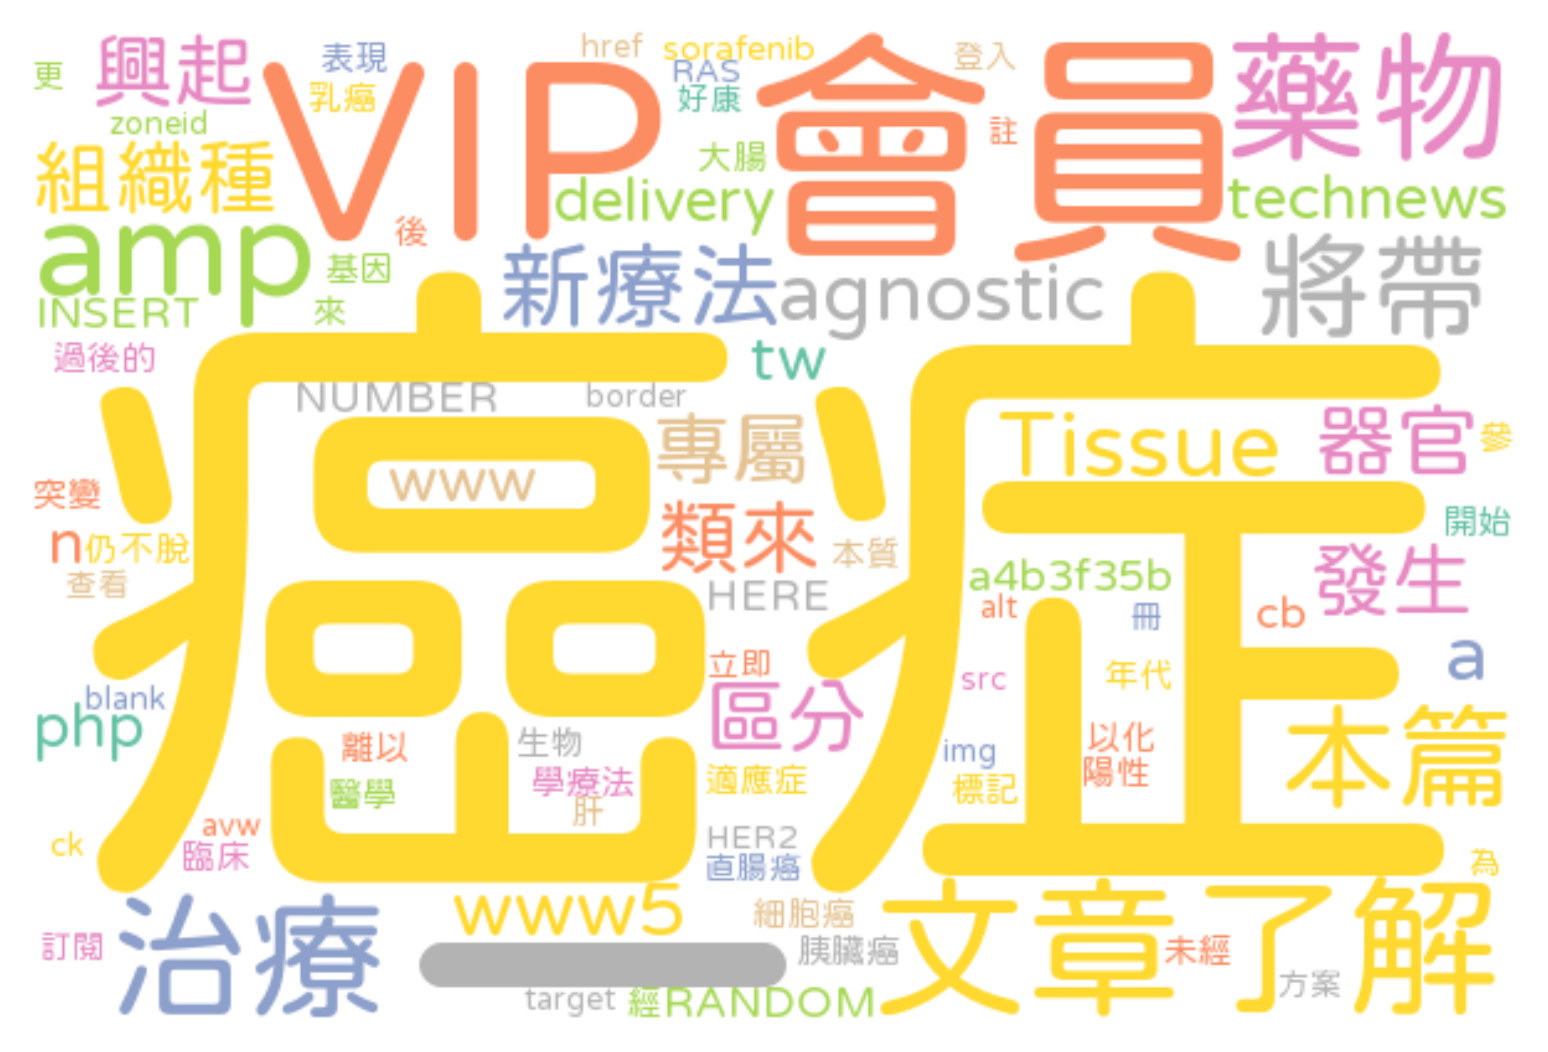 更
興起
zoneid
表現
乳癌
VIP會員
href
sorafenib
RAS
好康
登入
註
藥物
組織種
amp
INSERT
後
基因
來
大腸
delivery
technews
新療法
agnostic
將帶
過後的
癌症
NUMBER
border
tw
專屬
www
Tissue
器官
參
突變
n
仍不脫
查看
類來
本質
HERE
開始
發生
a4b3f35b
alt
冊
cb
a
立即
區分
src
年代
blank
php
離以
醫學
生物
學療法
肝
適應症
img
標記
以化
陽性
本篇
ck
avw
臨床
HER2
直腸癌
為
訂閱
治療
www5
細胞癌
胰臟癌
文章了解
未經
方案
target
經
RANDOM